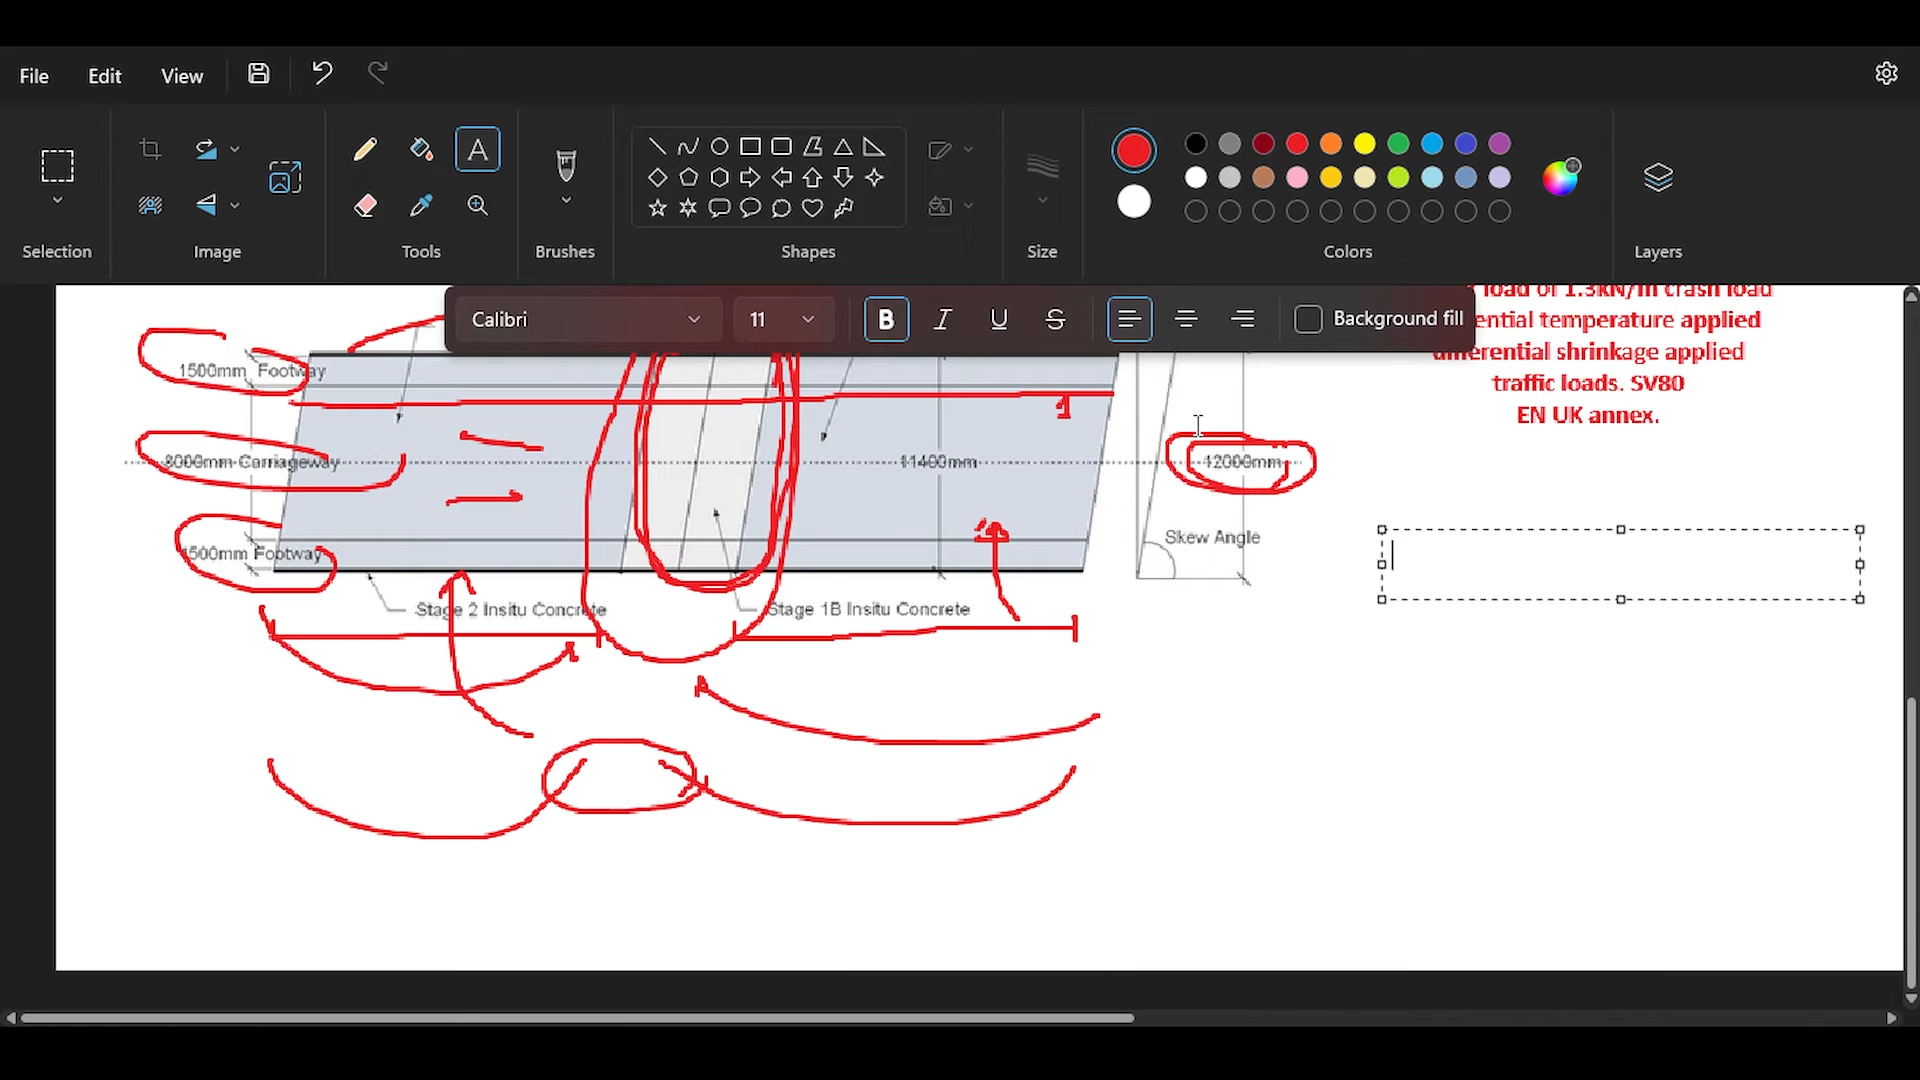 File Edit View
Selection Image Tools Brushes Shapes Size Colors Layers
Calibri 11 B I U S Background fill
load of 1.3kN/m crash load
ential temperature applied
differential shrinkage applied
traffic loads. SV80
EN UK annex.
1500mm Footway
8000mm Carriageway
11400mm
12000mm
Skew Angle
1500mm Footway
Stage 2 Insitu Concrete
Stage 1B Insitu Concrete